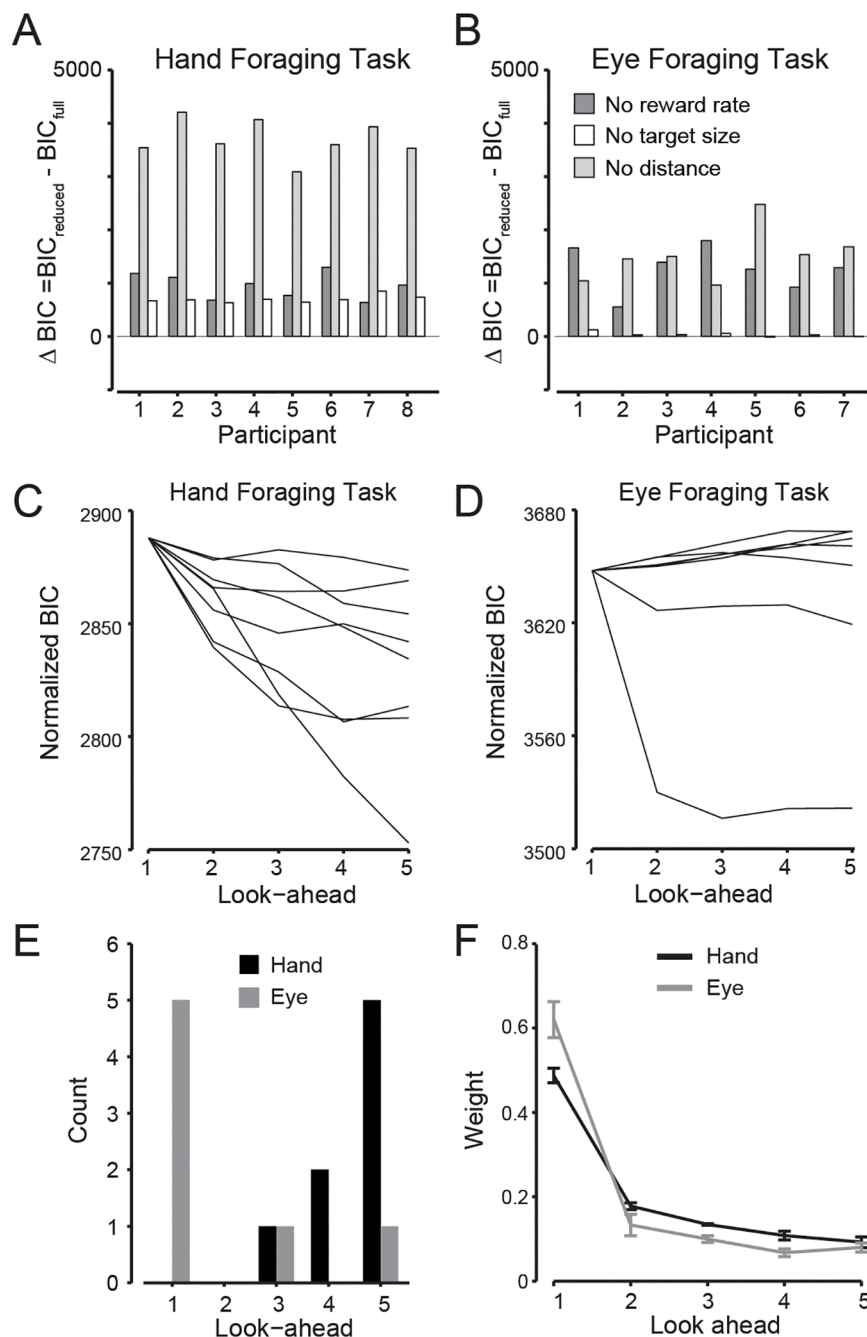 A
Hand Foraging Task
5000
0
Δ BIC =BICreduced - BICfull
1 2 3 4 5 6 7 8
Participant
B
Eye Foraging Task
5000
0
Δ BIC =BICreduced - BICfull
No reward rate
No target size
No distance
1 2 3 4 5 6 7
Participant
C
Hand Foraging Task
2900
2850
2800
2750
Normalized BIC
1 2 3 4 5
Look−ahead
D
Eye Foraging Task
3680
3620
3560
3500
Normalized BIC
1 2 3 4 5
Look−ahead
E
6
5
4
3
2
1
0
Count
Hand
Eye
1 2 3 4 5
Look−ahead
F
0.8
0.6
0.4
0.2
0
Weight
Hand
Eye
1 2 3 4 5
Look ahead